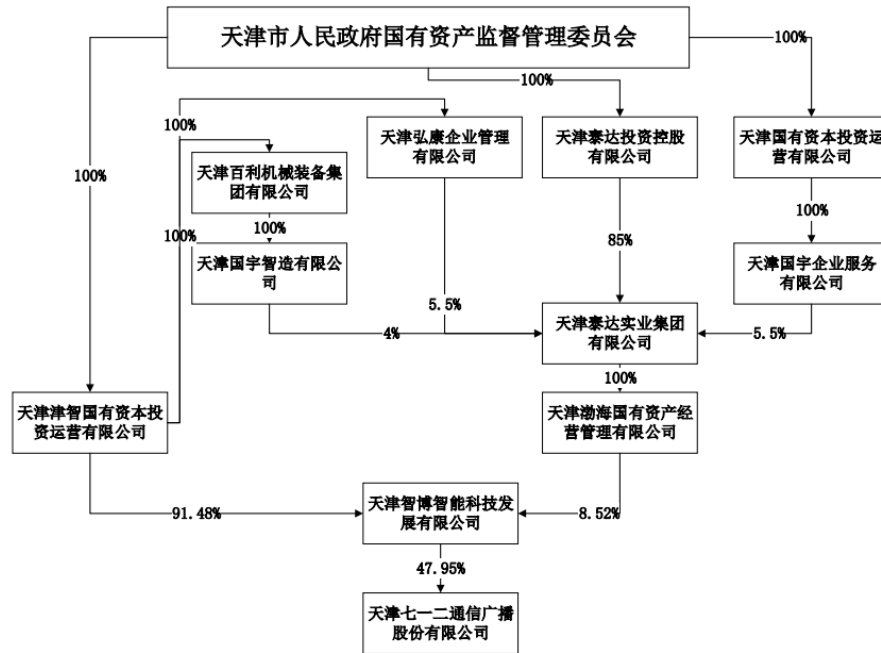 天津市人民政府国有资产监督管理委员会
100%
100%
100%
100%
天津弘康企业管理
有限公司
天津泰达投资控股
有限公司
天津国有资本投资运
营有限公司
天津百利机械装备集
团有限公司
100%
100%
100%
85%
100%
天津国宇智造有限公
司
天津国宇企业服务
有限公司
5.5%
4%
天津泰达实业集团
有限公司
5.5%
100%
天津津智国有资本投
资运营有限公司
天津渤海国有资产经
营管理有限公司
91.48%
天津智博智能科技发
展有限公司
8.52%
47.95%
天津七一二通信广播
股份有限公司